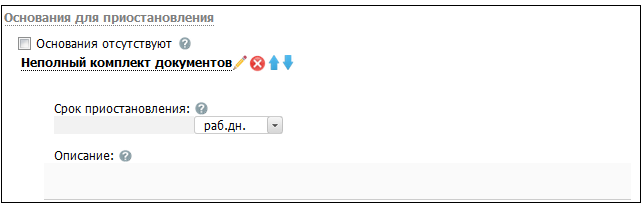 Основания для приостановления
Основания отсутствуют ?
Неполный комплект документов
Срок приостановления: ?
раб.дн.
Описание: ?